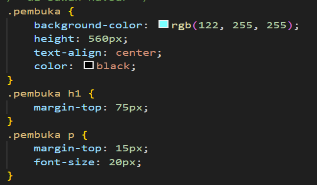 .pembuka {
background-color: rgb(122, 255, 255);
height: 560px;
text-align: center;
color: black;
}
.pembuka h1 {
margin-top: 75px;
}
.pembuka p {
margin-top: 15px;
font-size: 20px;
}